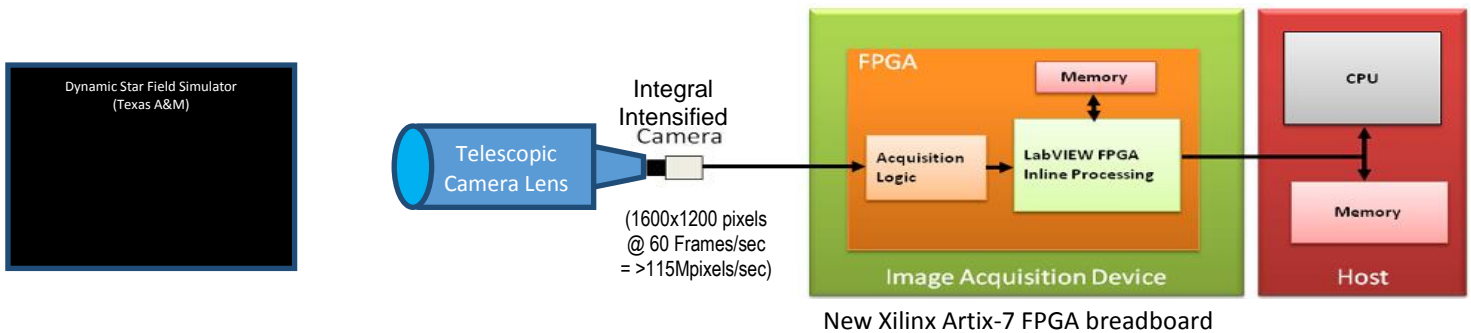 Dynamic Star Field Simulator
(Texas A&M)
Telescopic
Camera Lens
Integral
Intensified
Camera
(1600x1200 pixels
@ 60 Frames/sec
= >115Mpixels/sec)
FPGA
Memory
Acquisition
Logic
LabVIEW FPGA
Inline Processing
Image Acquisition Device
CPU
Memory
Host
New Xilinx Artix-7 FPGA breadboard